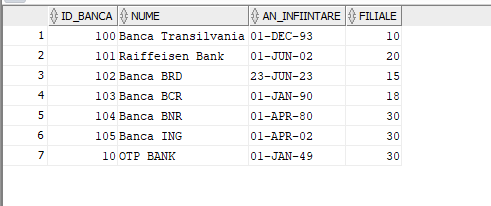 ID_BANCA NUME AN_INFIINTARE FILIALE
1 100 Banca Transilvania 01-DEC-93 10
2 101 Raiffeisen Bank 01-JUN-02 20
3 102 Banca BRD 23-JUN-23 15
4 103 Banca BCR 01-JAN-90 18
5 104 Banca BNR 01-APR-80 30
6 105 Banca ING 01-APR-02 30
7 10 OTP BANK 01-JAN-49 30